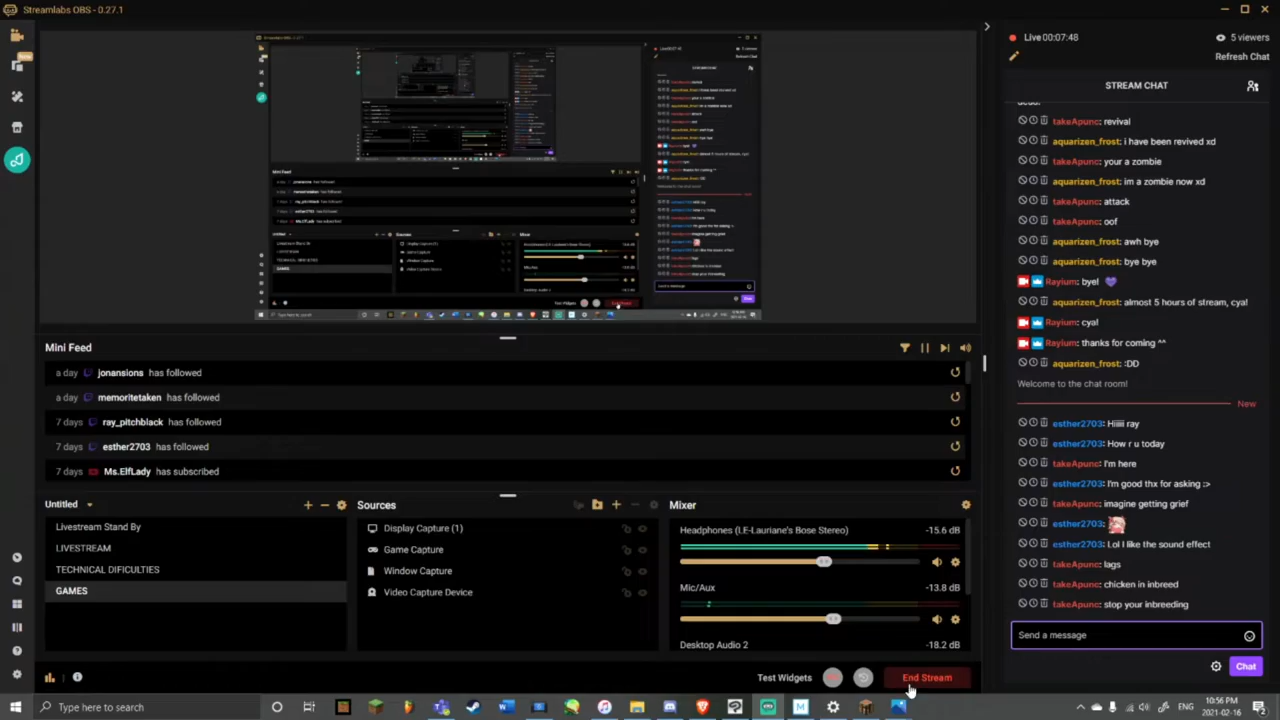 Streamlabs OBS - 0.27.1
Live 00:07:48
5 viewers
Refresh Chat
STREAM CHAT
takeApunc: revival
aquarizen_frost: i have been revived xd
takeApunc: your a zombie
aquarizen_frost: im a zombie now xd
takeApunc: attack
takeApunc: oof
aquarizen_frost: awh bye
aquarizen_frost: bye bye
Rayium: bye!
aquarizen_frost: almost 5 hours of stream, cya!
Rayium: cya!
Rayium: thanks for coming ^^
aquarizen_frost: :DD
Welcome to the chat room!
New
esther2703: Hiiiii ray
esther2703: How r u today
takeApunc: I'm here
esther2703: I'm good thx for asking :>
takeApunc: imagine getting grief
esther2703:
esther2703: Lol I like the sound effect
takeApunc: lags
takeApunc: chicken in inbreed
takeApunc: stop your inbreeding
Send a message
Chat
Mini Feed
a day jonansions has followed
a day memoritetaken has followed
7 days ray_pitchblack has followed
7 days esther2703 has followed
7 days Ms.ElfLady has subscribed
Untitled
Livestream Stand By
LIVESTREAM
TECHNICAL DIFICULTIES
GAMES
Sources
Display Capture (1)
Game Capture
Window Capture
Video Capture Device
Mixer
Headphones (LE-Lauriane's Bose Stereo) -15.6 dB
Mic/Aux -13.8 dB
Desktop Audio 2 -18.2 dB
Test Widgets
End Stream
Type here to search
ENG
10:56 PM
2021-02-16